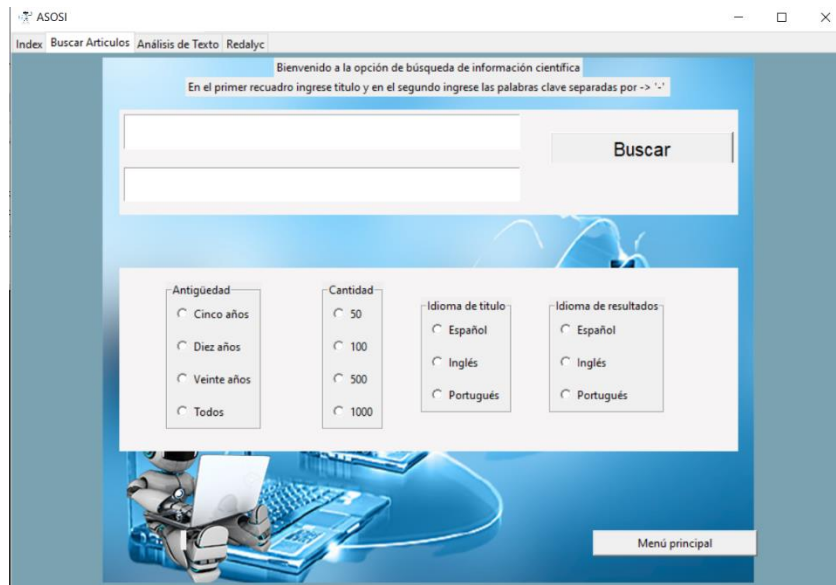 ASOSI
Index Buscar Articulos Análisis de Texto Redalyc
Bienvenido a la opción de búsqueda de información científica
En el primer recuadro ingrese titulo y en el segundo ingrese las palabras clave separadas por -> '-'
Buscar
Antigüedad
Cinco años
Diez años
Veinte años
Todos
Cantidad
50
100
500
1000
Idioma de titulo
Español
Inglés
Portugués
Idioma de resultados
Español
Inglés
Portugués
Menú principal